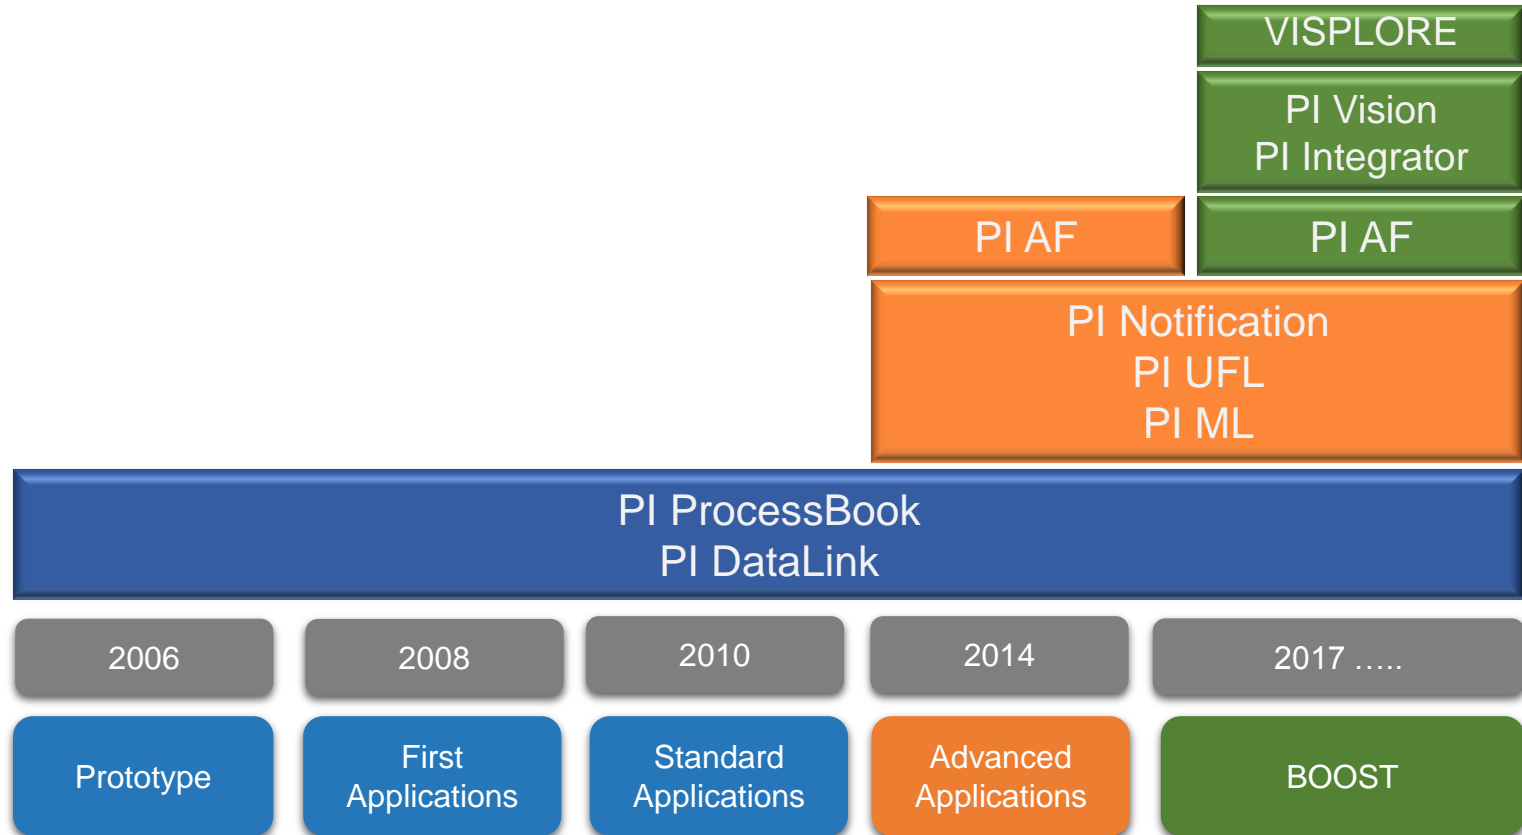 VISPLORE
PI Vision
PI Integrator
PI AF
PI AF
PI Notification
PI UFL
PI ML
PI ProcessBook
PI DataLink
2006
2008
2010
2014
2017 .....
Prototype
First
Applications
Standard
Applications
Advanced
Applications
BOOST